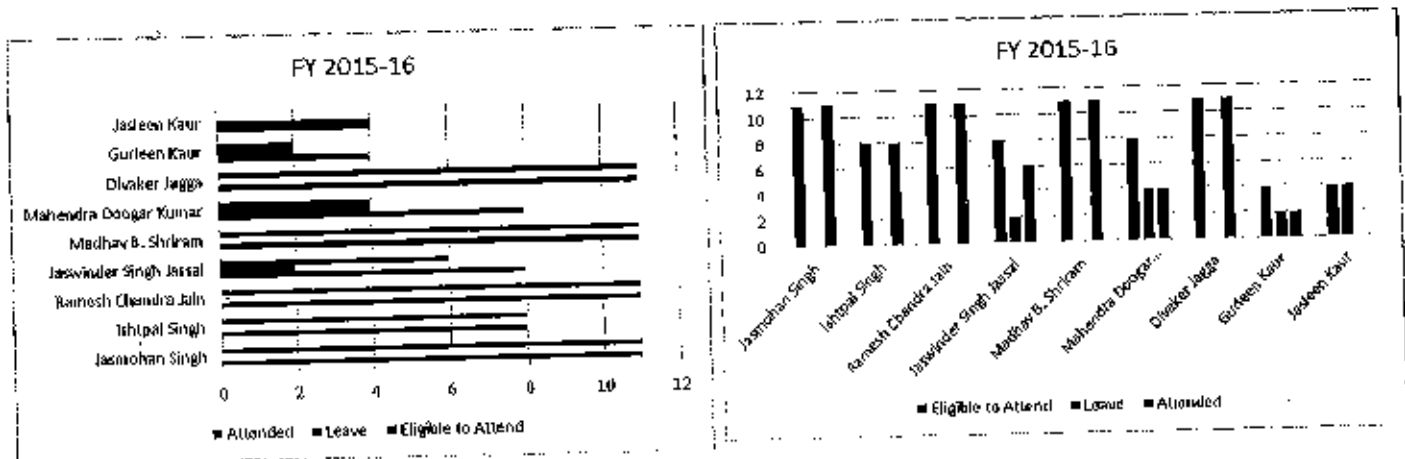 FY 2015-16
Jasleen Kaur
Gurleen Kaur
Divaker Jagga
Mahendra Doogar Kumar
Madhav B. Shriram
Jaswinder Singh Jassal
Ramesh Chandra Jain
Ishtpal Singh
Jasmohan Singh
0 2 4 6 8 10 12
Attended Leave Eligible to Attend
FY 2015-16
12
10
8
6
4
2
0
Jasmohan Singh
Ishtpal Singh
Ramesh Chandra Jain
Jaswinder Singh Jassal
Madhav B. Shriram
Mahendra Doogar...
Divaker Jagga
Gurleen Kaur
Jasleen Kaur
Eligible to Attend Leave Attended